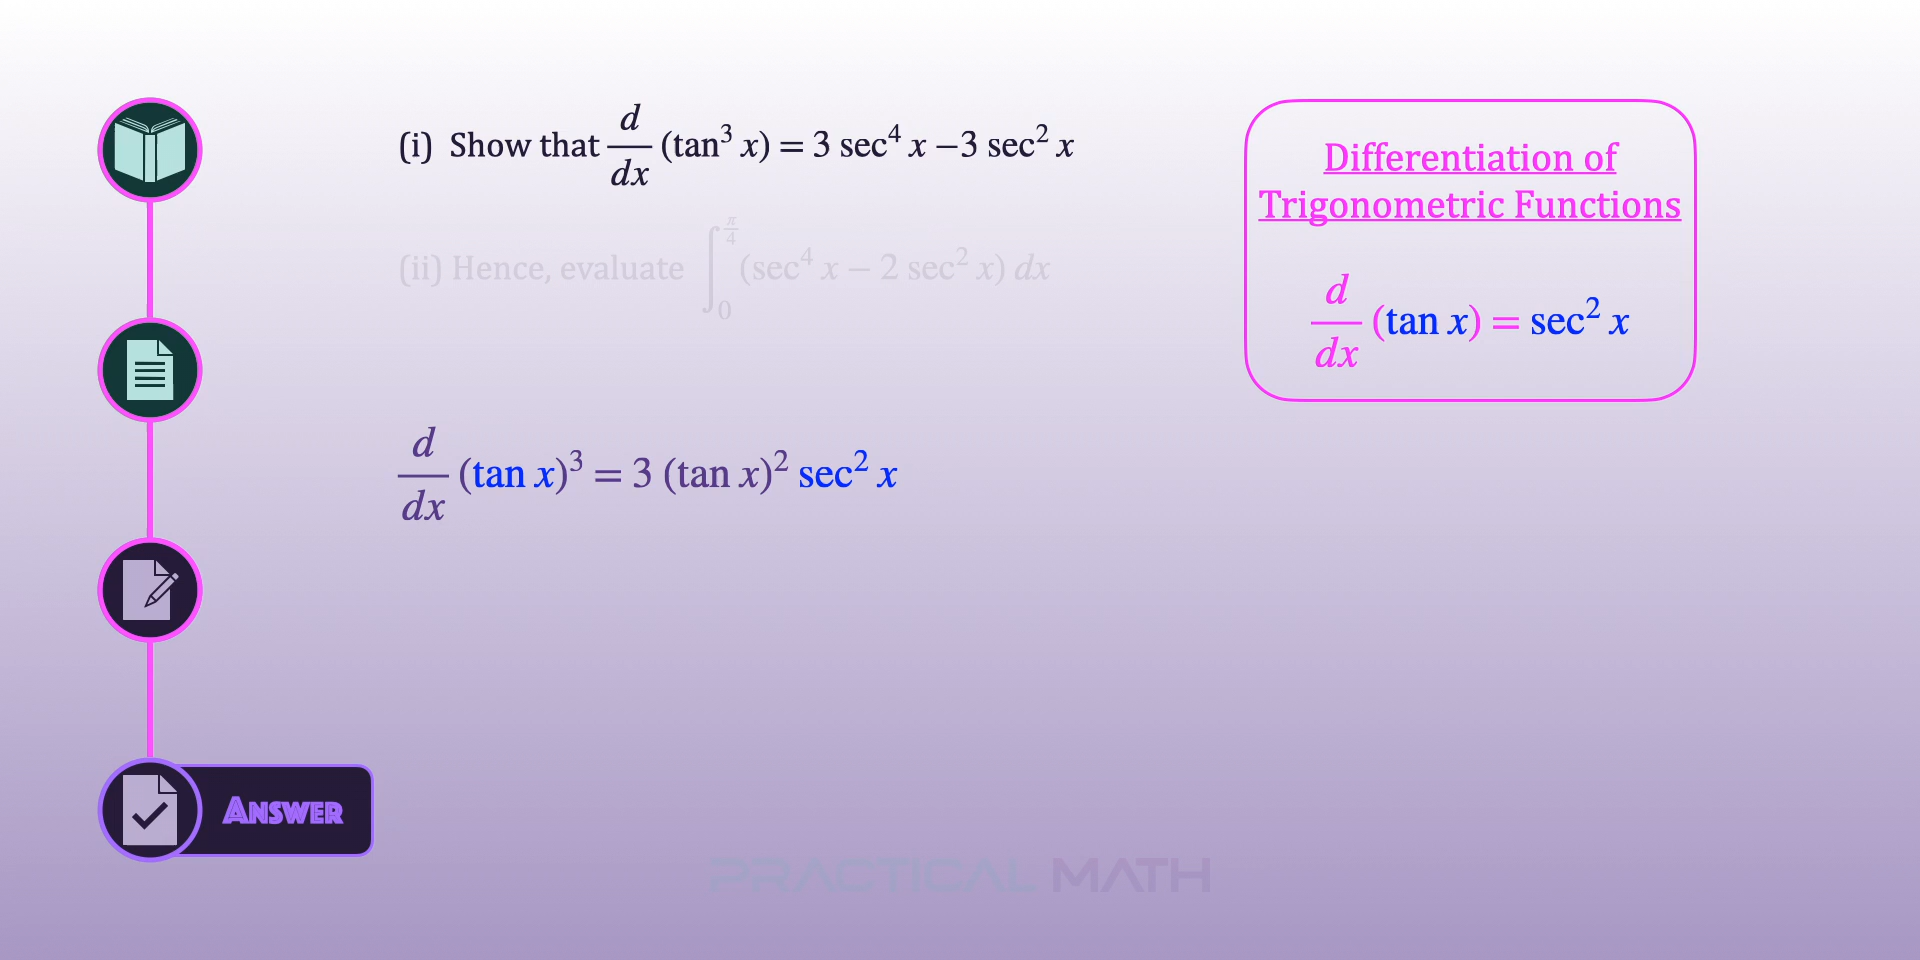 (i) Show that d/dx (tan³ x) = 3 sec⁴ x −3 sec² x
(ii) Hence, evaluate ∫₀^(π/4) (sec⁴ x − 2 sec² x) dx
Differentiation of
Trigonometric Functions
d/dx (tan x) = sec² x
d/dx (tan x)³ = 3 (tan x)² sec² x
ANSWER
PRACTICAL MATH